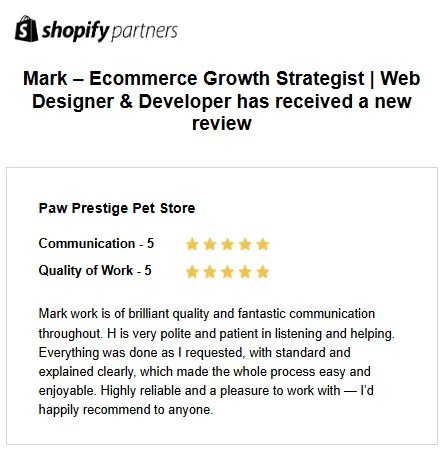 shopify partners
Mark – Ecommerce Growth Strategist | Web
Designer & Developer has received a new
review
Paw Prestige Pet Store
Communication - 5
Quality of Work - 5
Mark work is of brilliant quality and fantastic communication
throughout. H is very polite and patient in listening and helping.
Everything was done as I requested, with standard and
explained clearly, which made the whole process easy and
enjoyable. Highly reliable and a pleasure to work with — I’d
happily recommend to anyone.